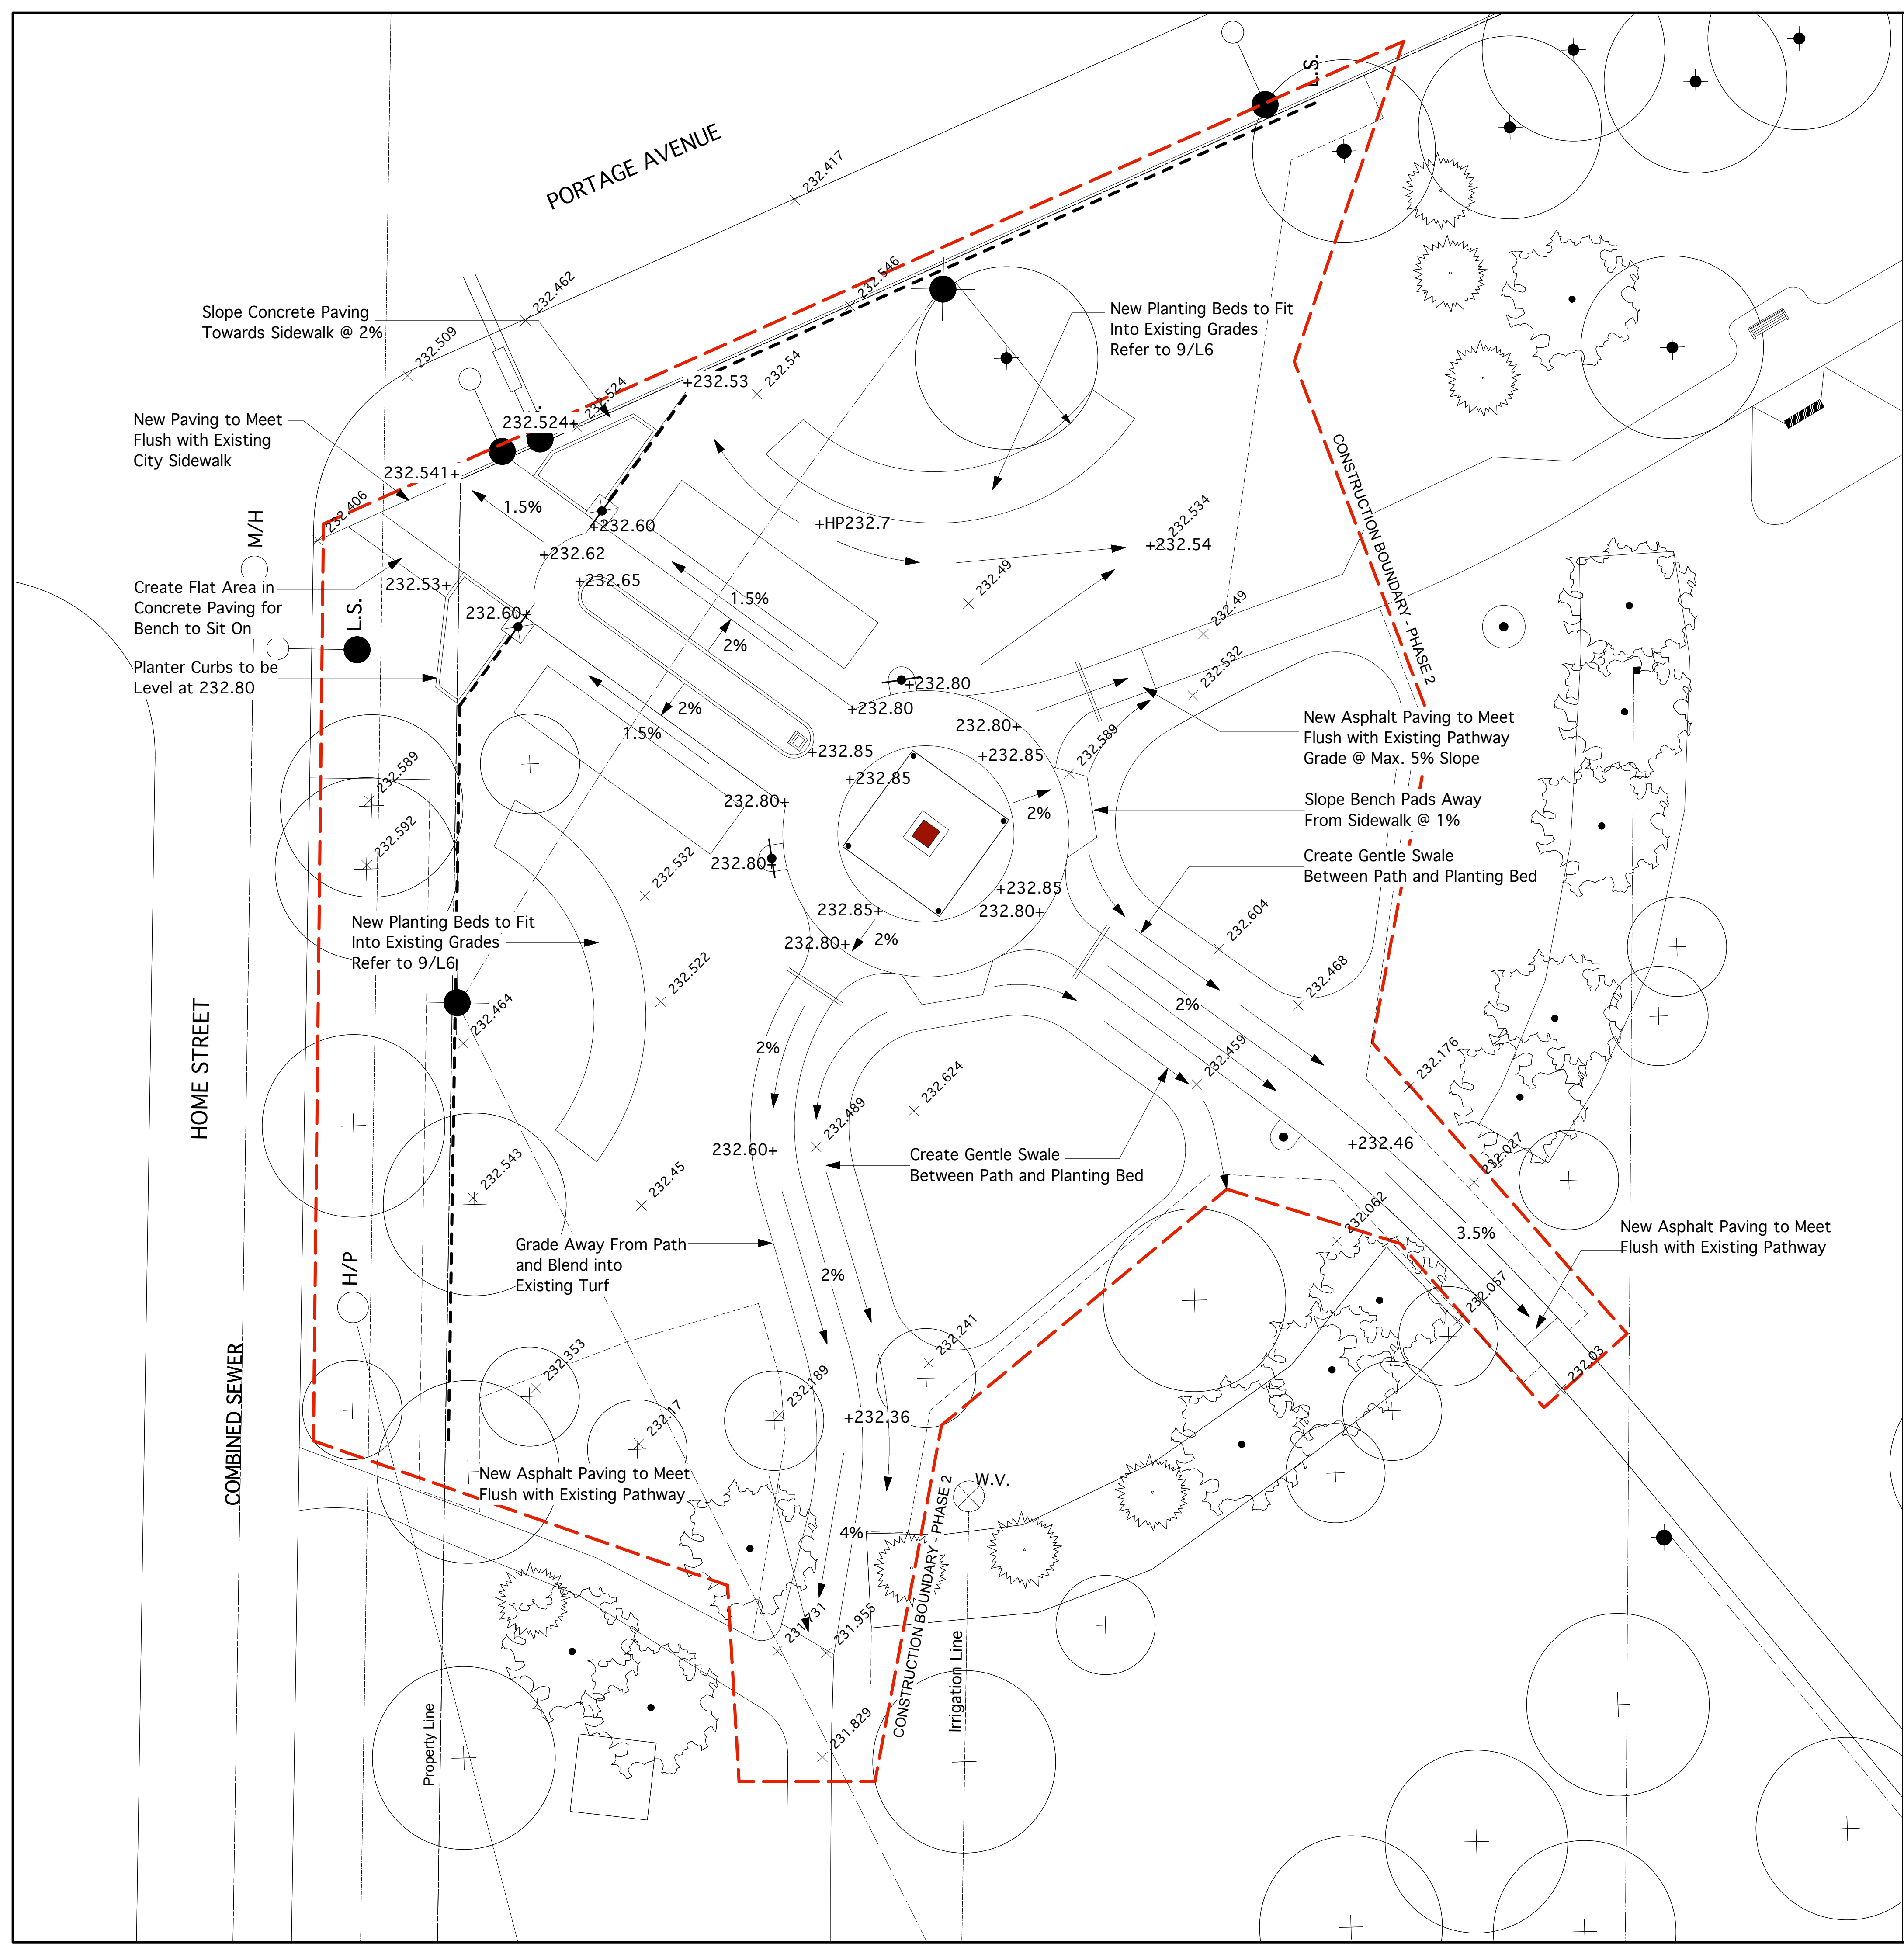 L.S.
PORTAGE AVENUE
232.417
232.546
232.462
Slope Concrete Paving
Towards Sidewalk @ 2%
232.509
New Planting Beds to Fit
Into Existing Grades
Refer to 9/L6
+232.53
232.54
232.524
232.524+
New Paving to Meet
Flush with Existing
City Sidewalk
232.541+
232.406
M/H
1.5%
+232.60
+HP232.7
232.534
+232.54
CONSTRUCTION BOUNDARY - PHASE 2
+232.62
+232.65
232.53+
Create Flat Area in
Concrete Paving for
Bench to Sit On
L.S.
232.60+
1.5%
2%
232.49
232.49
232.532
Planter Curbs to be
Level at 232.80
+232.80
+232.80
2%
1.5%
232.80+
+232.85
+232.85
+232.85
232.589
New Asphalt Paving to Meet
Flush with Existing Pathway
Grade @ Max. 5% Slope
232.589
232.592
232.80+
2%
Slope Bench Pads Away
From Sidewalk @ 1%
232.532
232.80+
Create Gentle Swale
Between Path and Planting Bed
+232.85
232.85+
232.80+
New Planting Beds to Fit
Into Existing Grades
Refer to 9/L6
232.80+
2%
232.604
232.522
232.468
232.464
2%
HOME STREET
2%
232.459
232.176
232.624
232.489
232.60+
Create Gentle Swale
Between Path and Planting Bed
+232.46
232.027
232.543
232.45
232.062
3.5%
New Asphalt Paving to Meet
Flush with Existing Pathway
Grade Away From Path
and Blend into
Existing Turf
H/P
2%
232.057
232.241
232.03
COMBINED SEWER
232.353
232.189
232.17
+232.36
New Asphalt Paving to Meet
Flush with Existing Pathway
W.V.
4%
CONSTRUCTION BOUNDARY - PHASE 2
231.955
Irrigation Line
Property Line
231.829